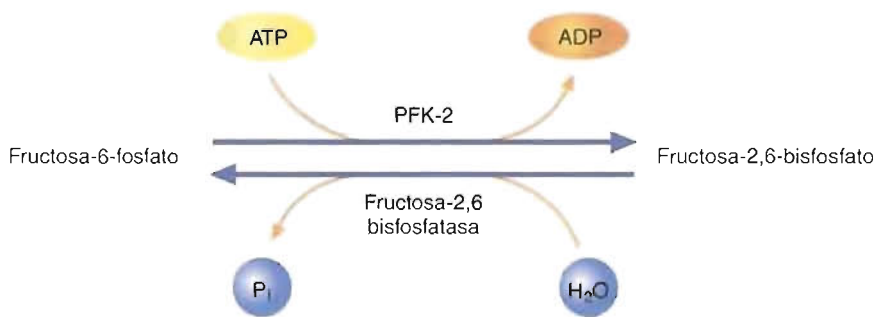 ATP
ADP
PFK-2
Fructosa-6-fosfato
Fructosa-2,6-bisfosfato
Fructosa-2,6
bisfosfatasa
Pi
H₂O